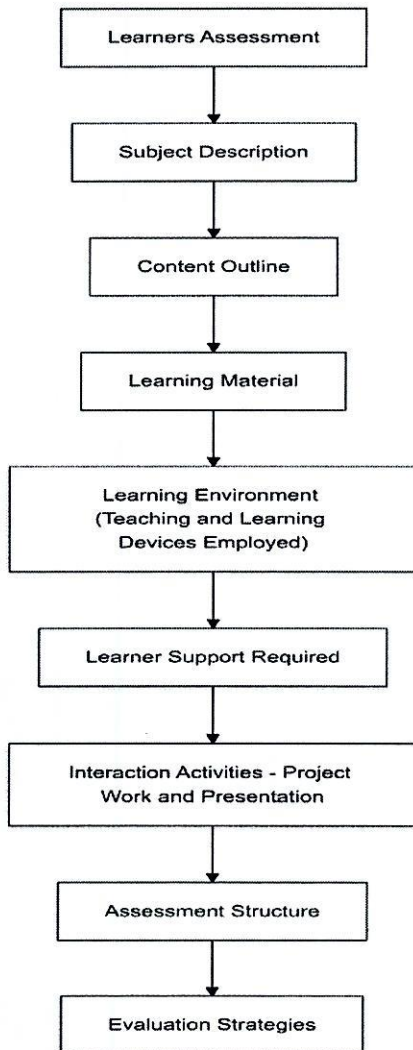 Learners Assessment
Subject Description
Content Outline
Learning Material
Learning Environment
(Teaching and Learning
Devices Employed)
Learner Support Required
Interaction Activities - Project
Work and Presentation
Assessment Structure
Evaluation Strategies